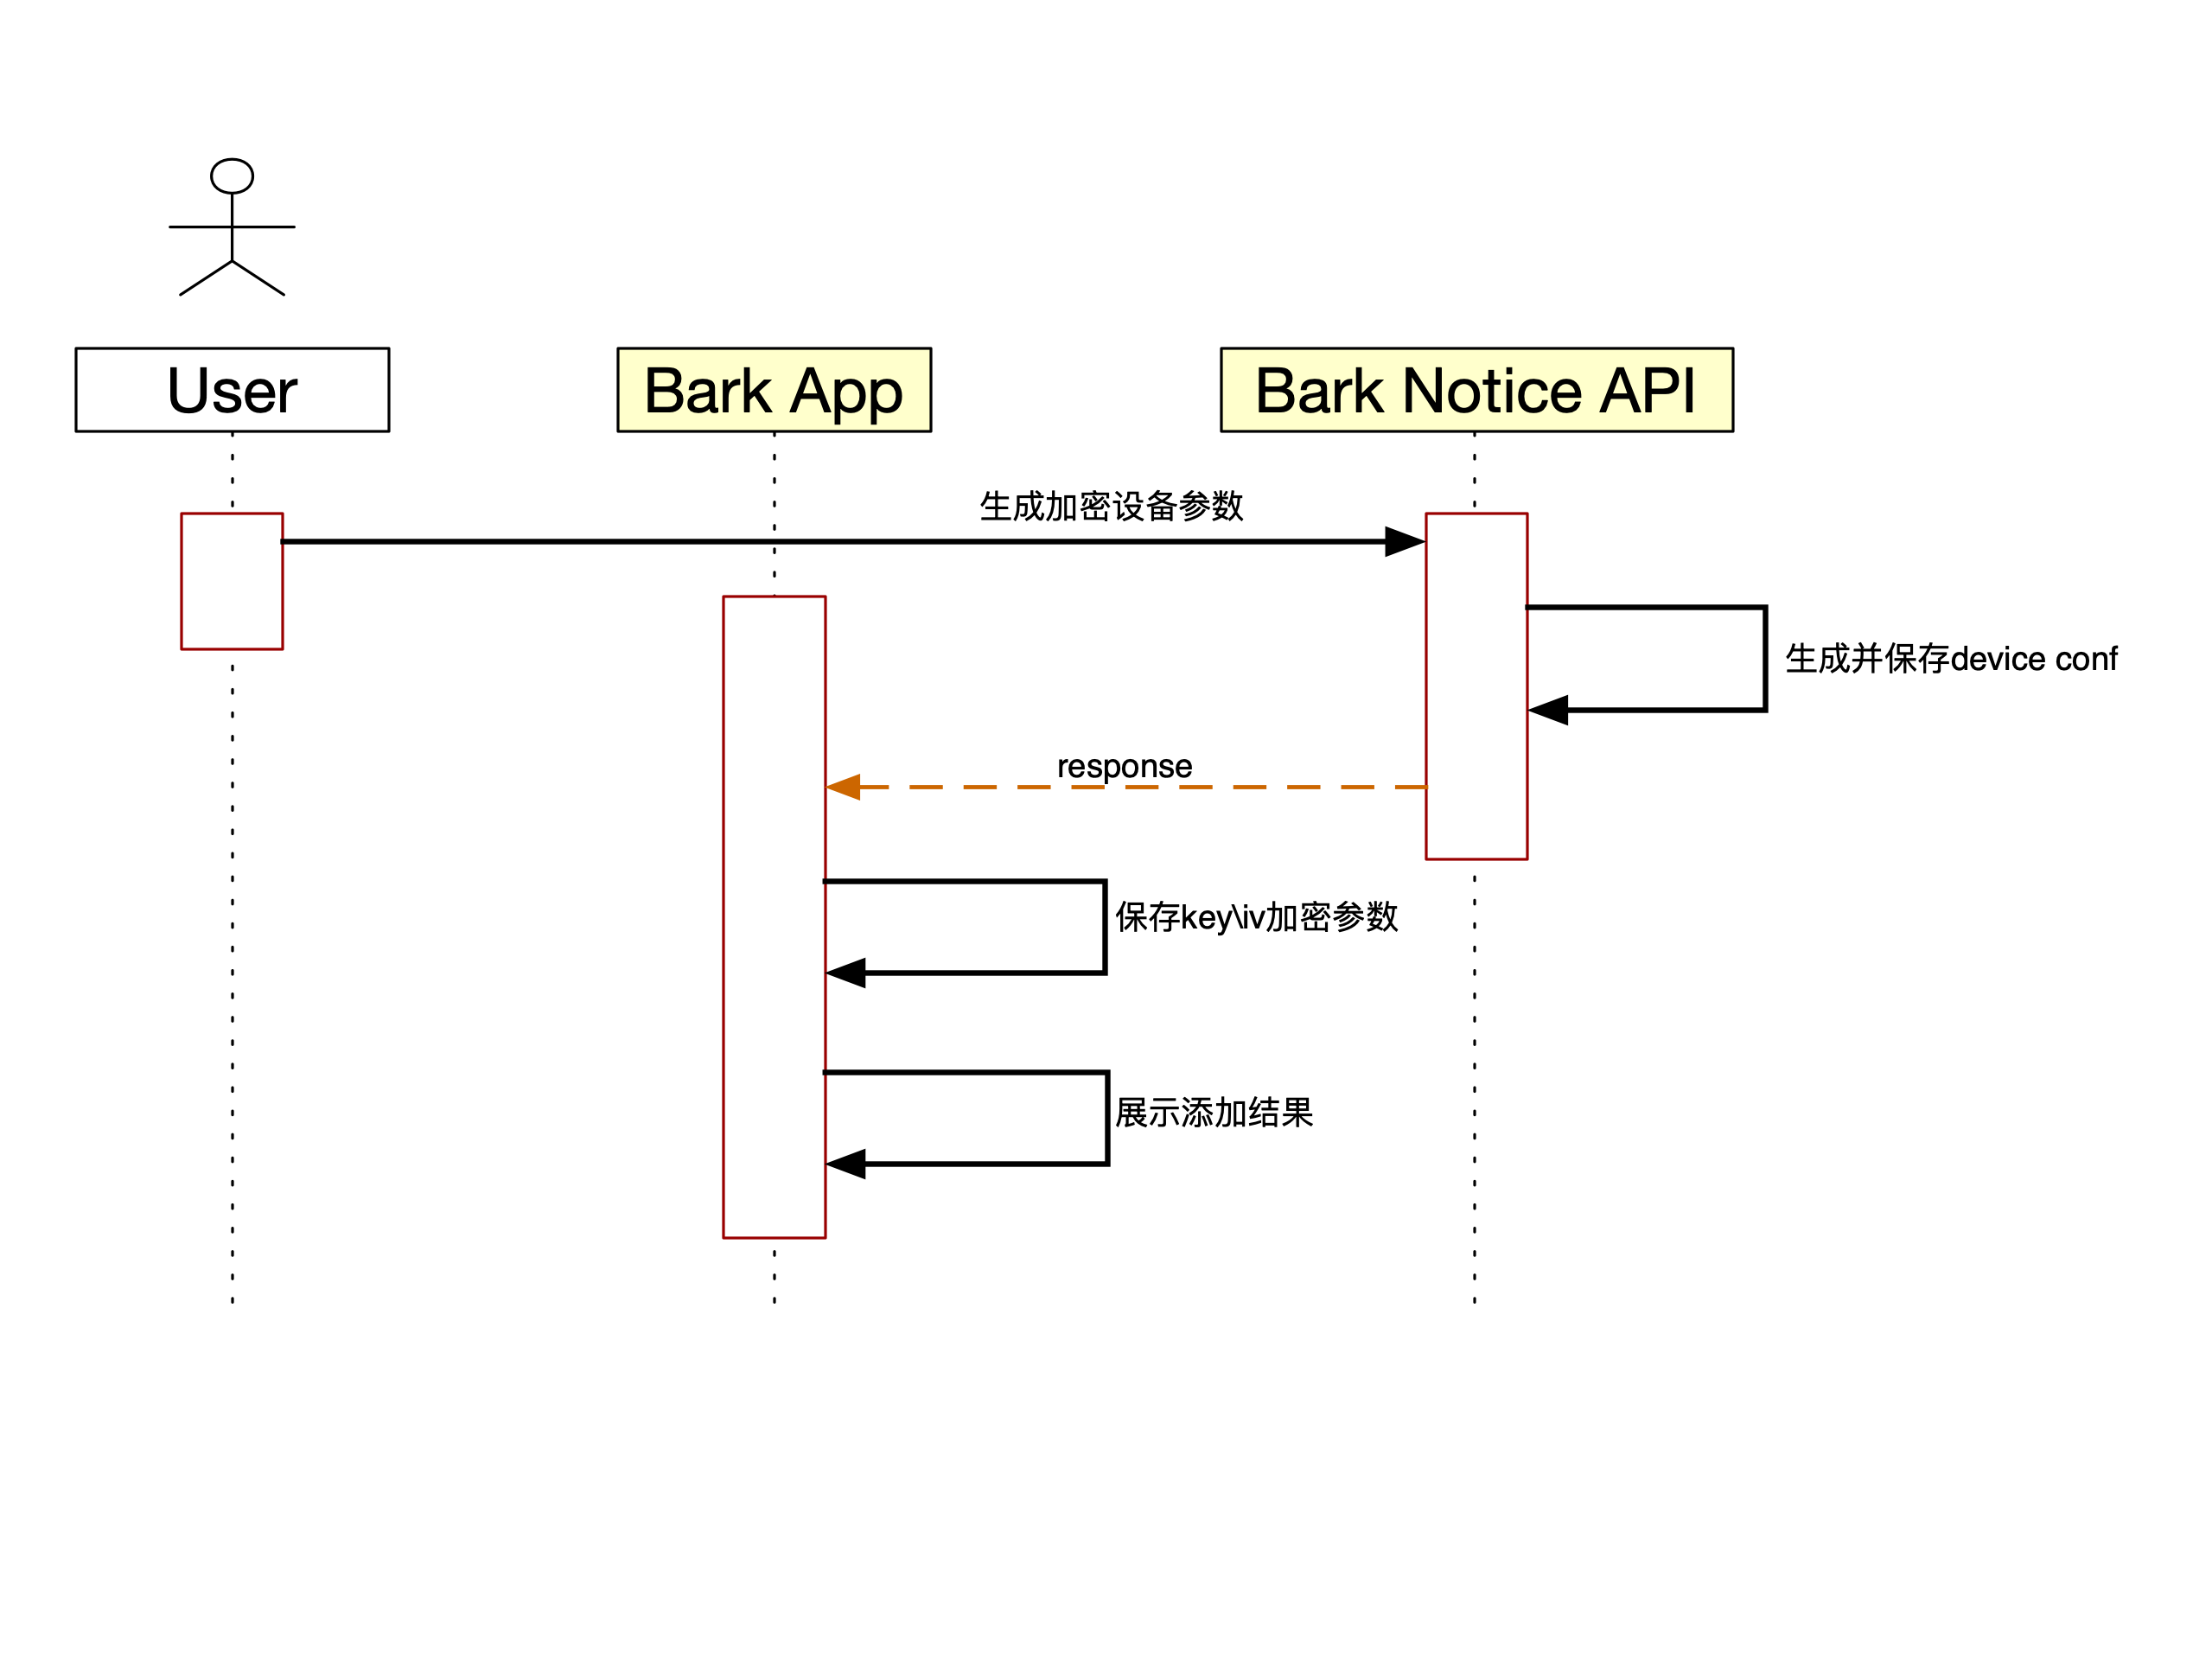 User
Bark App
Bark Notice API
生成加密设备参数
生成并保存device conf
response
保存key\iv加密参数
展示添加结果